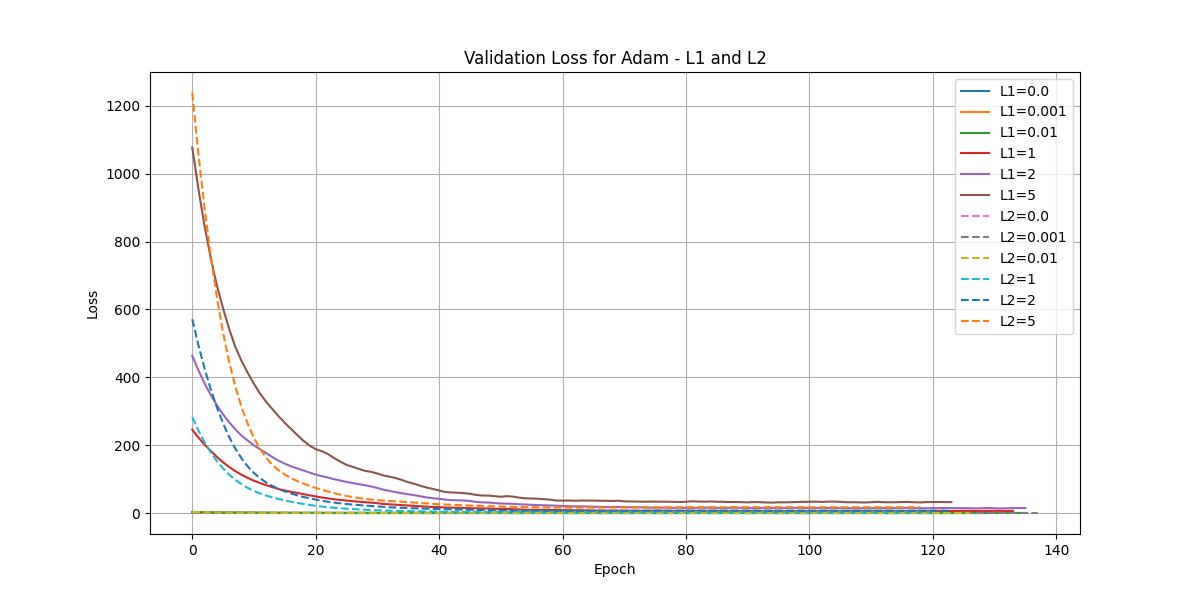 Validation Loss for Adam - L1 and L2
1200
1000
800
600
400
200
0
Loss
0 20 40 60 80 100 120 140
Epoch
L1=0.0
L1=0.001
L1=0.01
L1=1
L1=2
L1=5
L2=0.0
L2=0.001
L2=0.01
L2=1
L2=2
L2=5